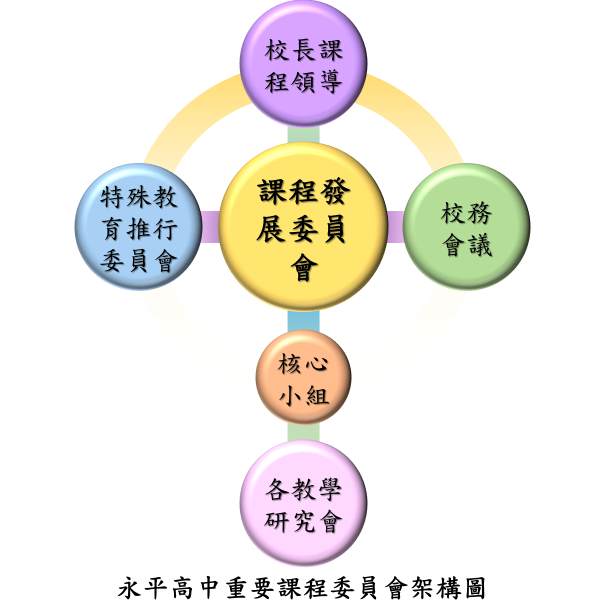 校長課
程領導
特殊教
育推行
委員會
課程發
展委員
會
校務
會議
核心
小組
各教學
研究會
永平高中重要課程委員會架構圖